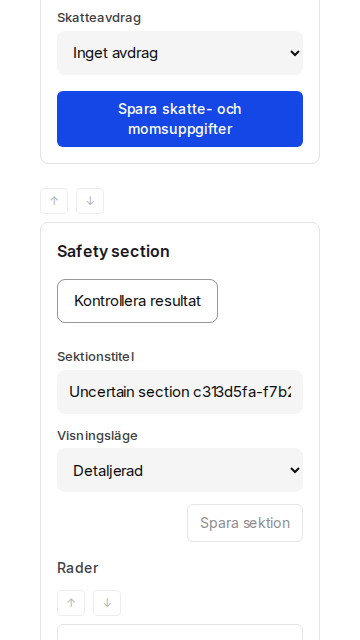 Skatteavdrag
Inget avdrag
Spara skatte- och
momsuppgifter
↑ ↓
Safety section
Kontrollera resultat
Sektionstitel
Uncertain section c313d5fa-f7b2
Visningsläge
Detaljerad
Spara sektion
Rader
↑ ↓